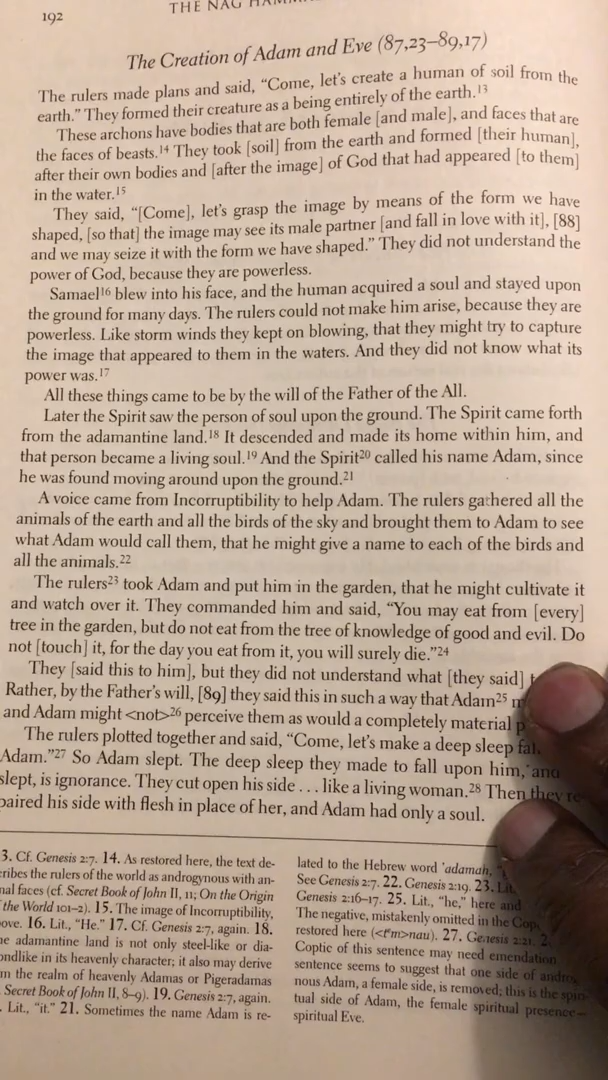 192
THE NAG
The Creation of Adam and Eve (87,23–89,17)
The rulers made plans and said, “Come, let’s create a human of soil from the
earth.” They formed their creature as a being entirely of the earth.13
These archons have bodies that are both female [and male], and faces that are
the faces of beasts.14 They took [soil] from the earth and formed [their human],
after their own bodies and [after the image] of God that had appeared [to them]
in the water.15
They said, “[Come], let’s grasp the image by means of the form we have
shaped, [so that] the image may see its male partner [and fall in love with it], [88]
and we may seize it with the form we have shaped.” They did not understand the
power of God, because they are powerless.
Samael16 blew into his face, and the human acquired a soul and stayed upon
the ground for many days. The rulers could not make him arise, because they are
powerless. Like storm winds they kept on blowing, that they might try to capture
the image that appeared to them in the waters. And they did not know what its
power was.17
All these things came to be by the will of the Father of the All.
Later the Spirit saw the person of soul upon the ground. The Spirit came forth
from the adamantine land.18 It descended and made its home within him, and
that person became a living soul.19 And the Spirit20 called his name Adam, since
he was found moving around upon the ground.21
A voice came from Incorruptibility to help Adam. The rulers gathered all the
animals of the earth and all the birds of the sky and brought them to Adam to see
what Adam would call them, that he might give a name to each of the birds and
all the animals.22
The rulers23 took Adam and put him in the garden, that he might cultivate it
and watch over it. They commanded him and said, “You may eat from [every]
tree in the garden, but do not eat from the tree of knowledge of good and evil. Do
not [touch] it, for the day you eat from it, you will surely die.”24
They [said this to him], but they did not understand what [they said]
Rather, by the Father’s will, [89] they said this in such a way that Adam25
and Adam might <not>26 perceive them as would a completely material
The rulers plotted together and said, “Come, let’s make a deep sleep
Adam.”27 So Adam slept. The deep sleep they made to fall upon him, and
slept, is ignorance. They cut open his side . . . like a living woman.28 Then they re-
paired his side with flesh in place of her, and Adam had only a soul.
3. Cf. Genesis 2:7. 14. As restored here, the text de-
cribes the rulers of the world as androgynous with an-
nal faces (cf. Secret Book of John II, 11; On the Origin
the World 101–2). 15. The image of Incorruptibility,
ove. 16. Lit., “He.” 17. Cf. Genesis 2:7, again. 18.
he adamantine land is not only steel-like or dia-
ondlike in its heavenly character; it also may derive
m the realm of heavenly Adamas or Pigeradamas
Secret Book of John II, 8–9). 19. Genesis 2:7, again.
Lit., “it.” 21. Sometimes the name Adam is re-
lated to the Hebrew word ’adamah,
See Genesis 2:7. 22. Genesis 2:19. 23. Lit.
Genesis 2:16–17. 25. Lit., “he,” here and
The negative, mistakenly omitted in the
restored here (<tⲙ>nau). 27. Genesis 2:21.
Coptic of this sentence may need emendation.
sentence seems to suggest that one side of andro
nous Adam, a female side, is removed; this is the spiri-
tual side of Adam, the female spiritual presence—
spiritual Eve.